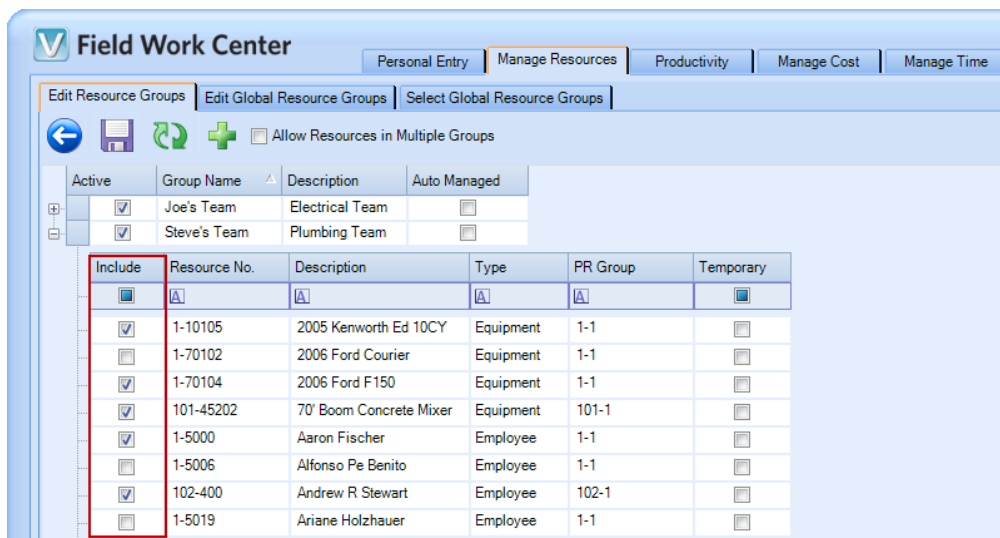 V Field Work Center
Personal Entry Manage Resources Productivity Manage Cost Manage Time
Edit Resource Groups Edit Global Resource Groups Select Global Resource Groups
Allow Resources in Multiple Groups
Active Group Name Description Auto Managed
Joe's Team Electrical Team
Steve's Team Plumbing Team
Include Resource No. Description Type PR Group Temporary
A A A A
1-10105 2005 Kenworth Ed 10CY Equipment 1-1
1-70102 2006 Ford Courier Equipment 1-1
1-70104 2006 Ford F150 Equipment 1-1
101-45202 70' Boom Concrete Mixer Equipment 101-1
1-5000 Aaron Fischer Employee 1-1
1-5006 Alfonso Pe Benito Employee 1-1
102-400 Andrew R Stewart Employee 102-1
1-5019 Ariane Holzhauer Employee 1-1